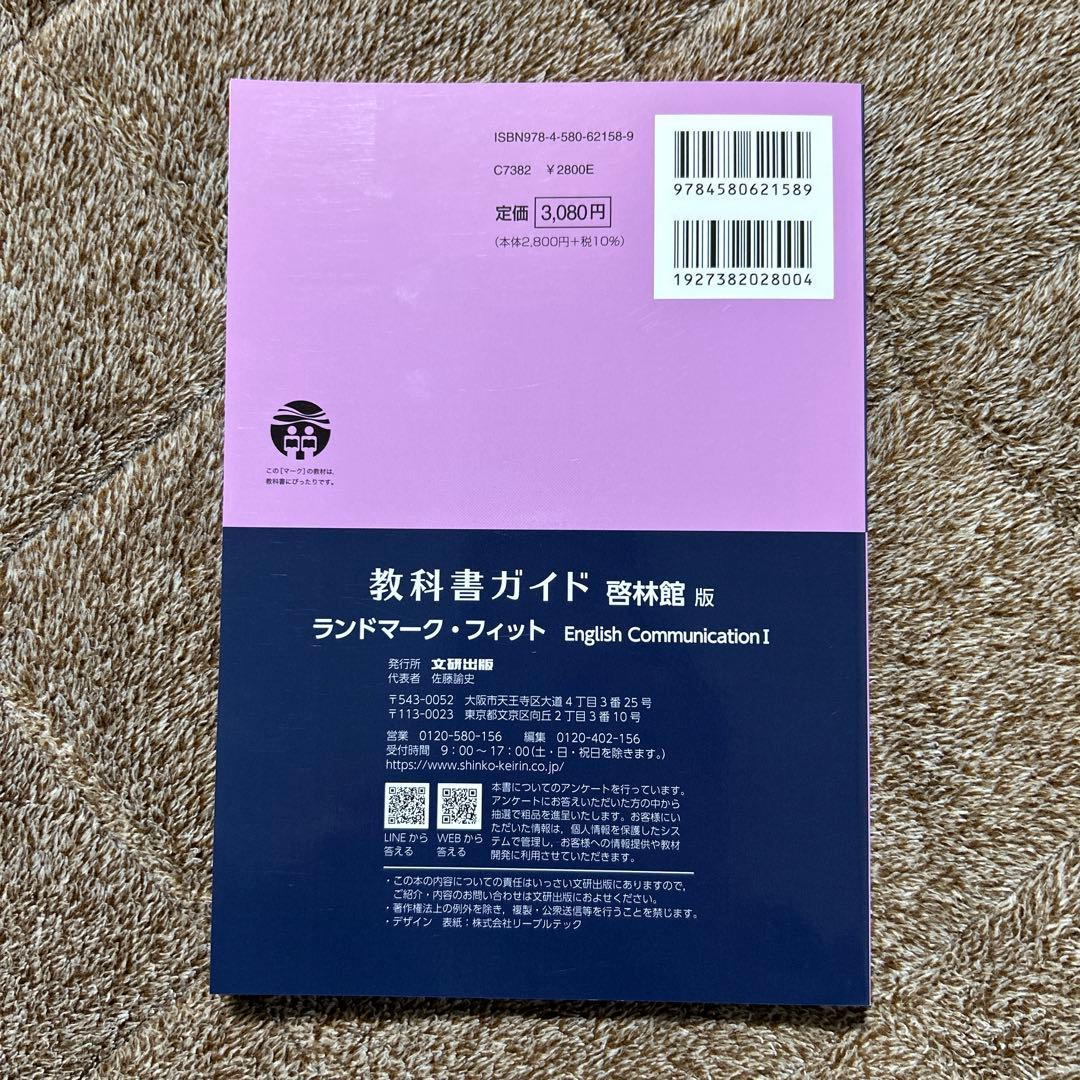 ISBN978-4-580-62158-9
C7382 ¥2800E
定価 3,080円
(本体2,800円+税10%)
9784580621589
1927382028004
この[マーク]の教材は、
教科書にぴったりです。
教科書ガイド 啓林館 版
ランドマーク・フィット English Communication I
発行所 文研出版
代表者 佐藤諭史
〒543-0052 大阪市天王寺区大道4丁目3番25号
〒113-0023 東京都文京区向丘2丁目3番10号
営業 0120-580-156 編集 0120-402-156
受付時間 9:00~17:00(土・日・祝日を除きます。)
https://www.shinko-keirin.co.jp/
本書についてのアンケートを行っています。
アンケートにお答えいただいた方の中から
抽選で粗品を進呈いたします。お客様にい
ただいた情報は、個人情報を保護したシス
テムで管理し、お客様への情報提供や教材
開発に利用させていただきます。
LINEから
答える
WEBから
答える
・この本の内容についての責任はいっさい文研出版にありますので、
ご紹介・内容のお問い合わせは文研出版におよせください。
・著作権法上の例外を除き、複製・公衆送信等を行うことを禁じます。
・デザイン 表紙:株式会社リーブルテック